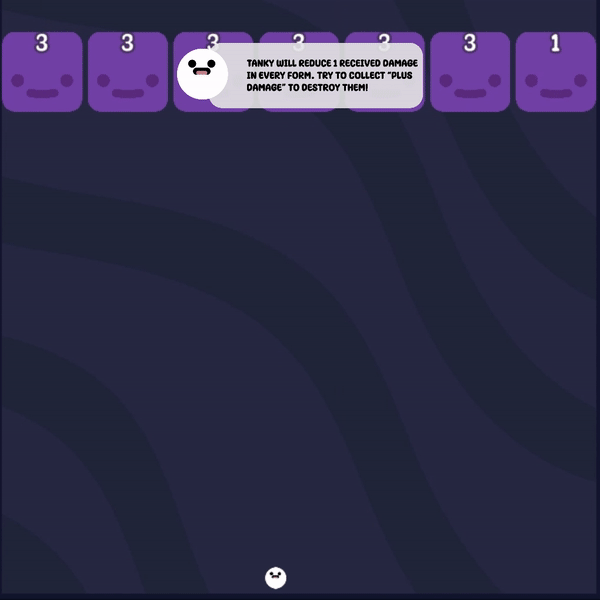 3 3 3 3 3 3 1
TANKY WILL REDUCE 1 RECEIVED DAMAGE
IN EVERY FORM. TRY TO COLLECT "PLUS
DAMAGE" TO DESTROY THEM!